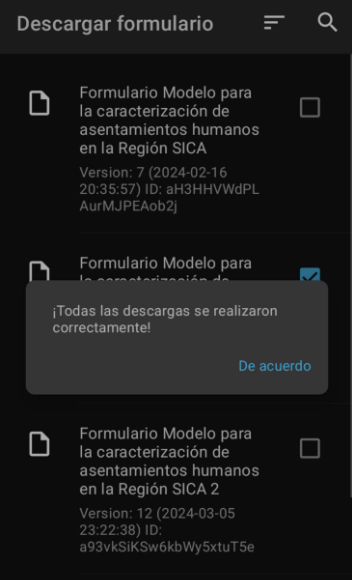 Descargar formulario
Formulario Modelo para
la caracterización de
asentamientos humanos
en la Región SICA
Version: 7 (2024-02-16
20:35:57) ID: aH3HHVWdPL
AurMJPEAob2j
Formulario Modelo para
la caracterización de
¡Todas las descargas se realizaron
correctamente!
De acuerdo
Formulario Modelo para
la caracterización de
asentamientos humanos
en la Región SICA 2
Version: 12 (2024-03-05
23:22:38) ID:
a93vkSiKSw6kbWy5xtuT5e